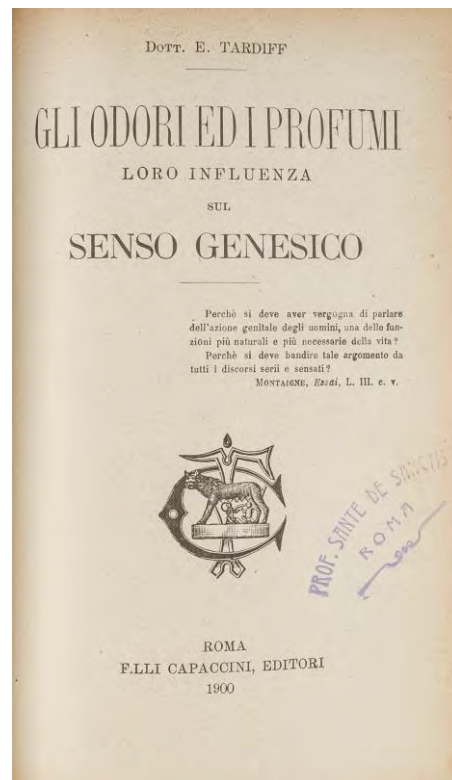 DOTT. E. TARDIFF
GLI ODORI ED I PROFUMI
LORO INFLUENZA
SUL
SENSO GENESICO
Perchè si deve aver vergogna di parlare
dell'azione genitale degli uomini, una delle fun-
zioni più naturali e più necessarie della vita?
Perchè si deve bandire tale argomento da
tutti i discorsi serii e sensati?
MONTAIGNE, Essai, L. III. c. v.
PROF. SANTE DE SANCTIS
ROMA
ROMA
F.LLI CAPACCINI, EDITORI
1900